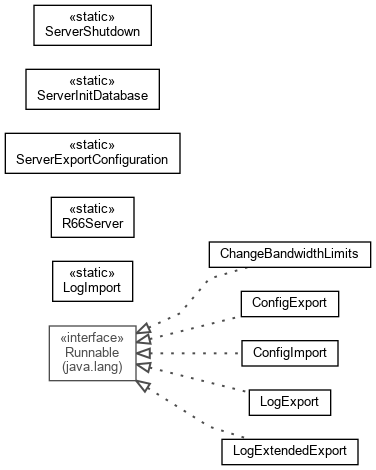 «static»
ServerShutdown
«static»
ServerInitDatabase
«static»
ServerExportConfiguration
«static»
R66Server
«static»
LogImport
«interface»
Runnable
(java.lang)
ChangeBandwidthLimits
ConfigExport
ConfigImport
LogExport
LogExtendedExport